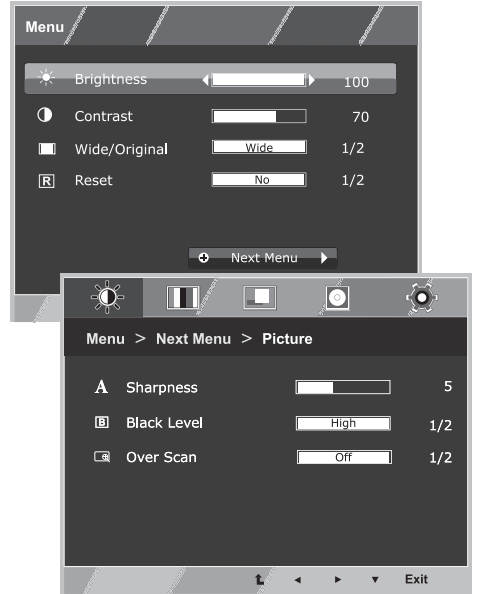 Menu
Brightness 100
Contrast 70
Wide/Original Wide 1/2
R Reset No 1/2
Next Menu
Menu > Next Menu > Picture
A Sharpness 5
B Black Level High 1/2
Over Scan Off 1/2
Exit